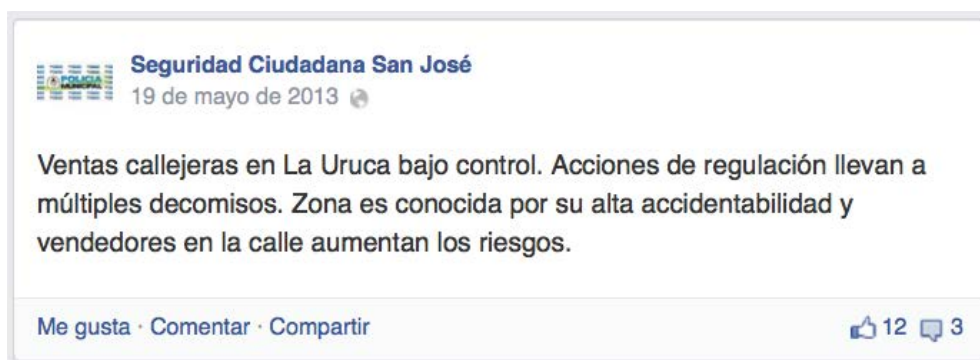 Seguridad Ciudadana San José
POLICIA
MUNICIPAL
19 de mayo de 2013
Ventas callejeras en La Uruca bajo control. Acciones de regulación llevan a
múltiples decomisos. Zona es conocida por su alta accidentabilidad y
vendedores en la calle aumentan los riesgos.
Me gusta · Comentar · Compartir 12 3